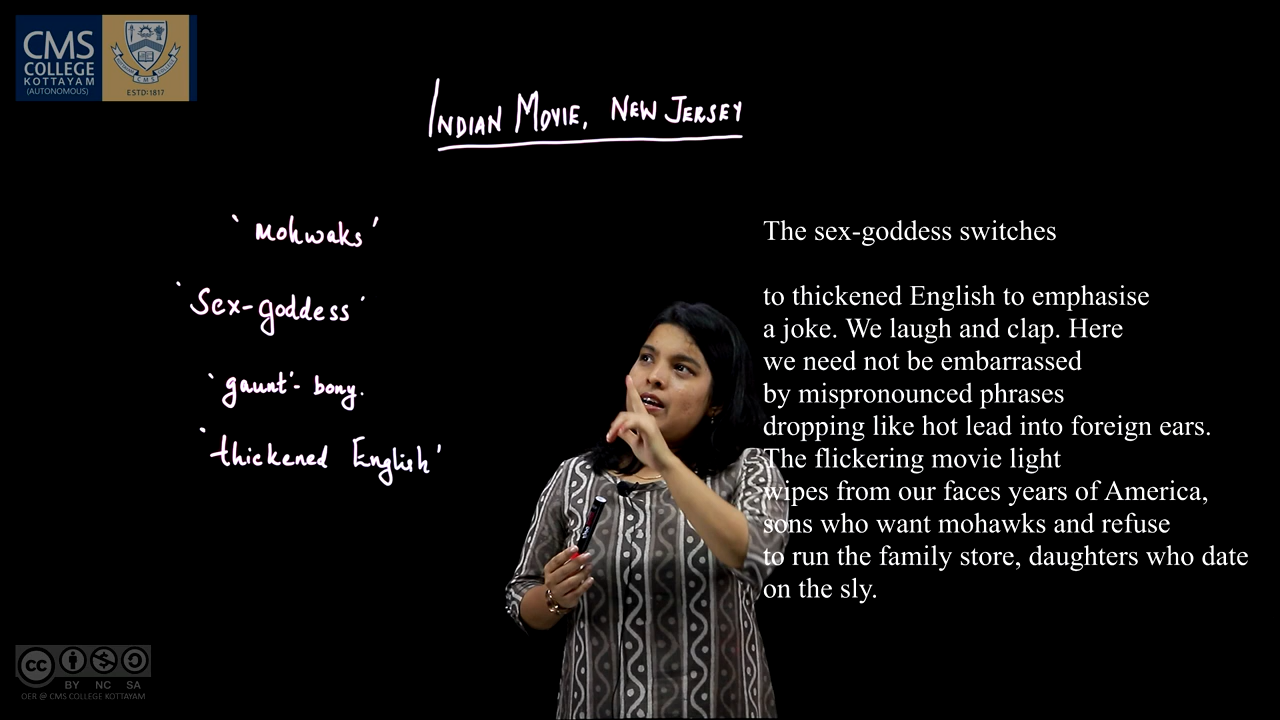 CMS
COLLEGE
KOTTAYAM
(AUTONOMOUS)
CMS
ESTD:1817
INDIAN MOVIE, NEW JERSEY
'Mohwaks'
'Sex-goddess'
'gaunt'- bony.
'thickened English'
The sex-goddess switches
to thickened English to emphasise
a joke. We laugh and clap. Here
we need not be embarrassed
by mispronounced phrases
dropping like hot lead into foreign ears.
The flickering movie light
wipes from our faces years of America,
sons who want mohawks and refuse
to run the family store, daughters who date
on the sly.
cc
BY NC SA
OER @ CMS COLLEGE KOTTAYAM